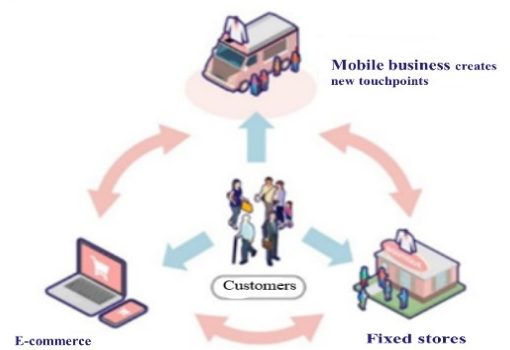 Mobile business creates
new touchpoints
Customers
E-commerce
Fixed stores